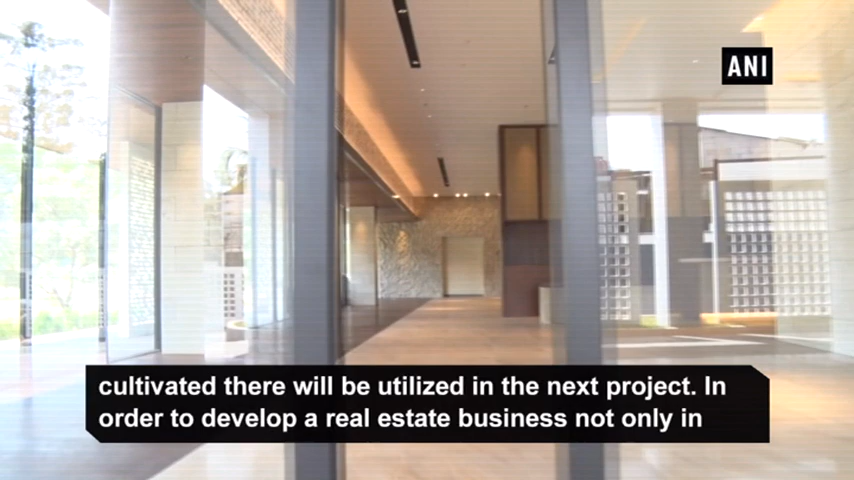 ANI
cultivated there will be utilized in the next project. In
order to develop a real estate business not only in